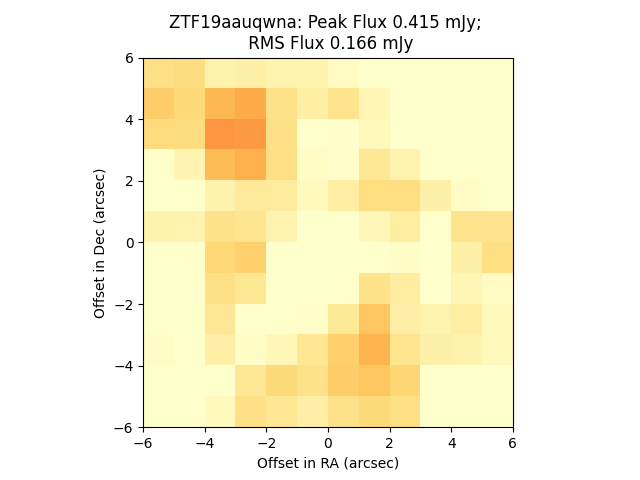 ZTF19aauqwna: Peak Flux 0.415 mJy;
RMS Flux 0.166 mJy
6
4
2
0
−2
−4
−6
Offset in Dec (arcsec)
−6 −4 −2 0 2 4 6
Offset in RA (arcsec)